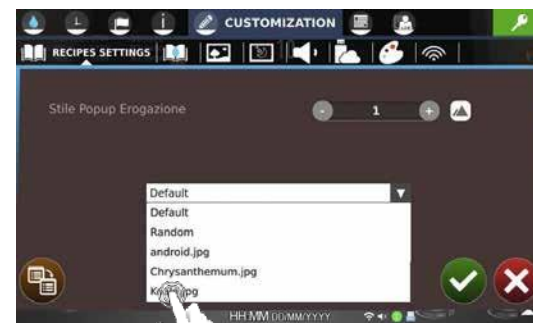 CUSTOMIZATION
RECIPES SETTINGS
Stile Popup Erogazione - 1 +
Default
Default
Random
android.jpg
Chrysanthemum.jpg
HH:MM DD/MM/YYYY